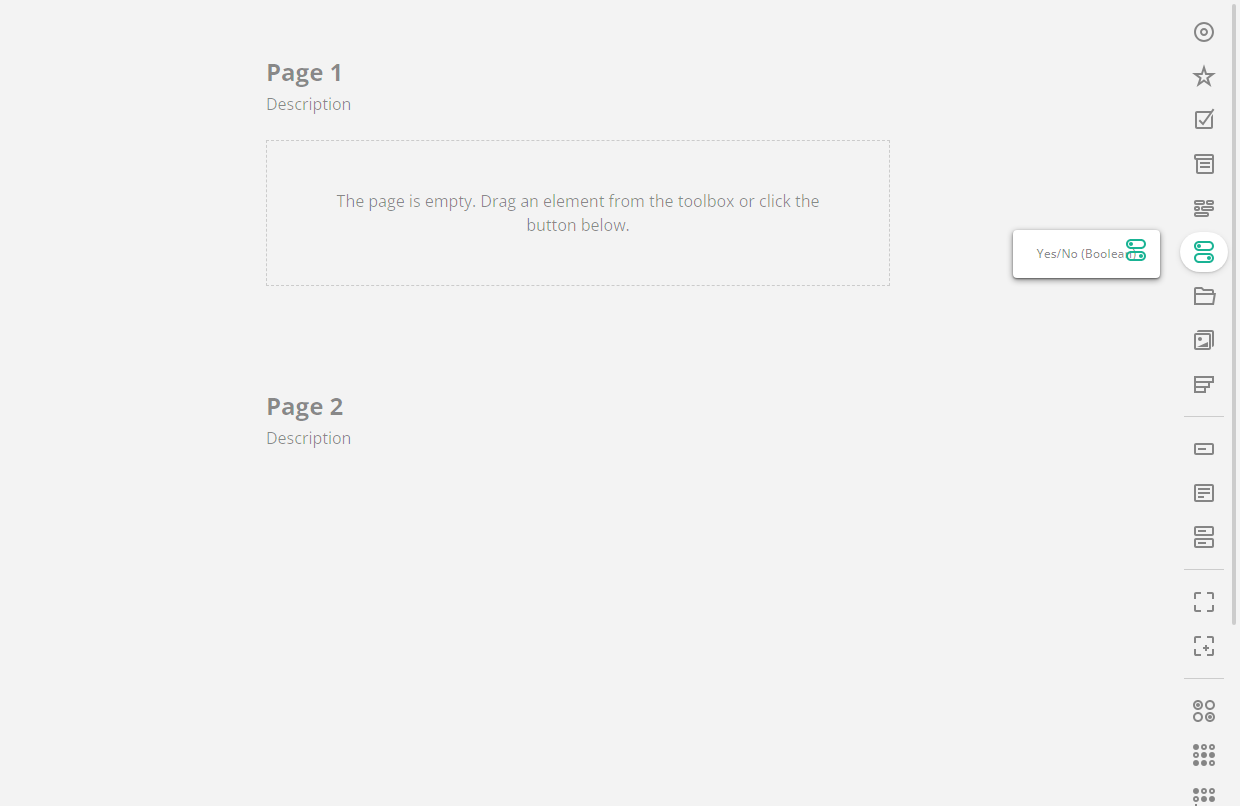 Page 1
Description
The page is empty. Drag an element from the toolbox or click the
button below.
Yes/No (Boolean)
Page 2
Description